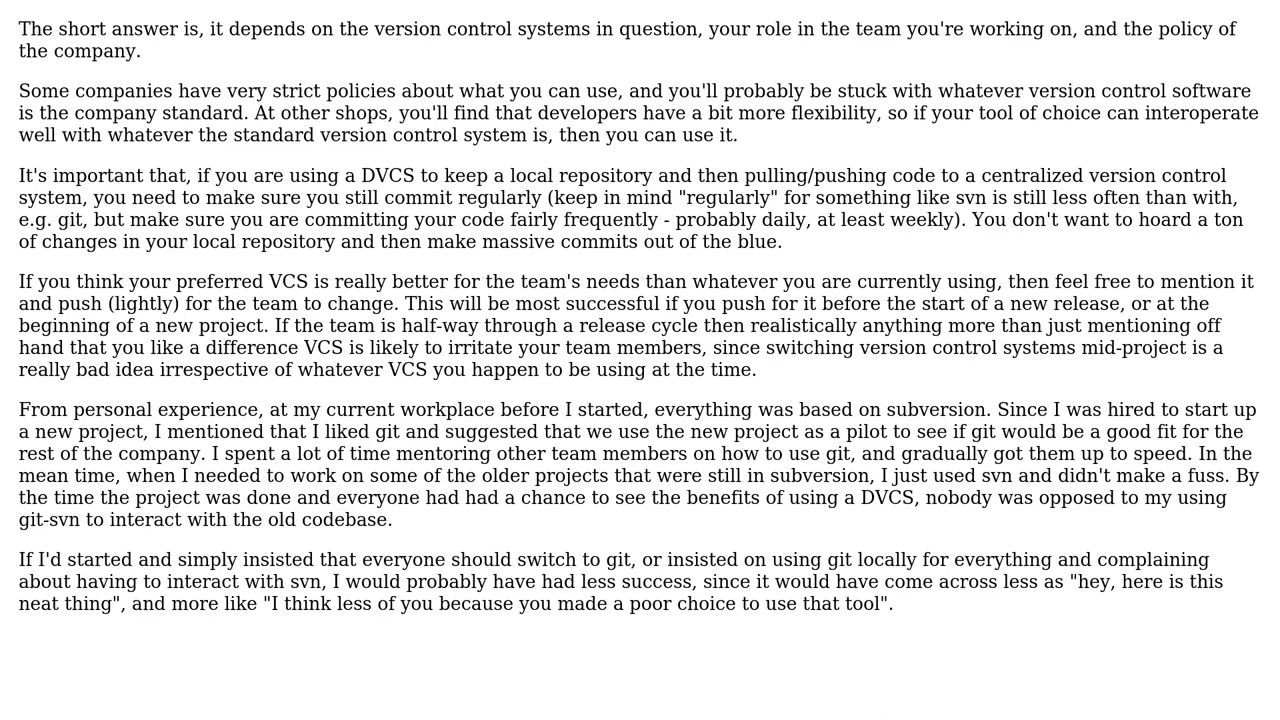 The short answer is, it depends on the version control systems in question, your role in the team you're working on, and the policy of
the company.
Some companies have very strict policies about what you can use, and you'll probably be stuck with whatever version control software
is the company standard. At other shops, you'll find that developers have a bit more flexibility, so if your tool of choice can interoperate
well with whatever the standard version control system is, then you can use it.
It's important that, if you are using a DVCS to keep a local repository and then pulling/pushing code to a centralized version control
system, you need to make sure you still commit regularly (keep in mind "regularly" for something like svn is still less often than with,
e.g. git, but make sure you are committing your code fairly frequently - probably daily, at least weekly). You don't want to hoard a ton
of changes in your local repository and then make massive commits out of the blue.
If you think your preferred VCS is really better for the team's needs than whatever you are currently using, then feel free to mention it
and push (lightly) for the team to change. This will be most successful if you push for it before the start of a new release, or at the
beginning of a new project. If the team is half-way through a release cycle then realistically anything more than just mentioning off
hand that you like a difference VCS is likely to irritate your team members, since switching version control systems mid-project is a
really bad idea irrespective of whatever VCS you happen to be using at the time.
From personal experience, at my current workplace before I started, everything was based on subversion. Since I was hired to start up
a new project, I mentioned that I liked git and suggested that we use the new project as a pilot to see if git would be a good fit for the
rest of the company. I spent a lot of time mentoring other team members on how to use git, and gradually got them up to speed. In the
mean time, when I needed to work on some of the older projects that were still in subversion, I just used svn and didn't make a fuss. By
the time the project was done and everyone had had a chance to see the benefits of using a DVCS, nobody was opposed to my using
git-svn to interact with the old codebase.
If I'd started and simply insisted that everyone should switch to git, or insisted on using git locally for everything and complaining
about having to interact with svn, I would probably have had less success, since it would have come across less as "hey, here is this
neat thing", and more like "I think less of you because you made a poor choice to use that tool".